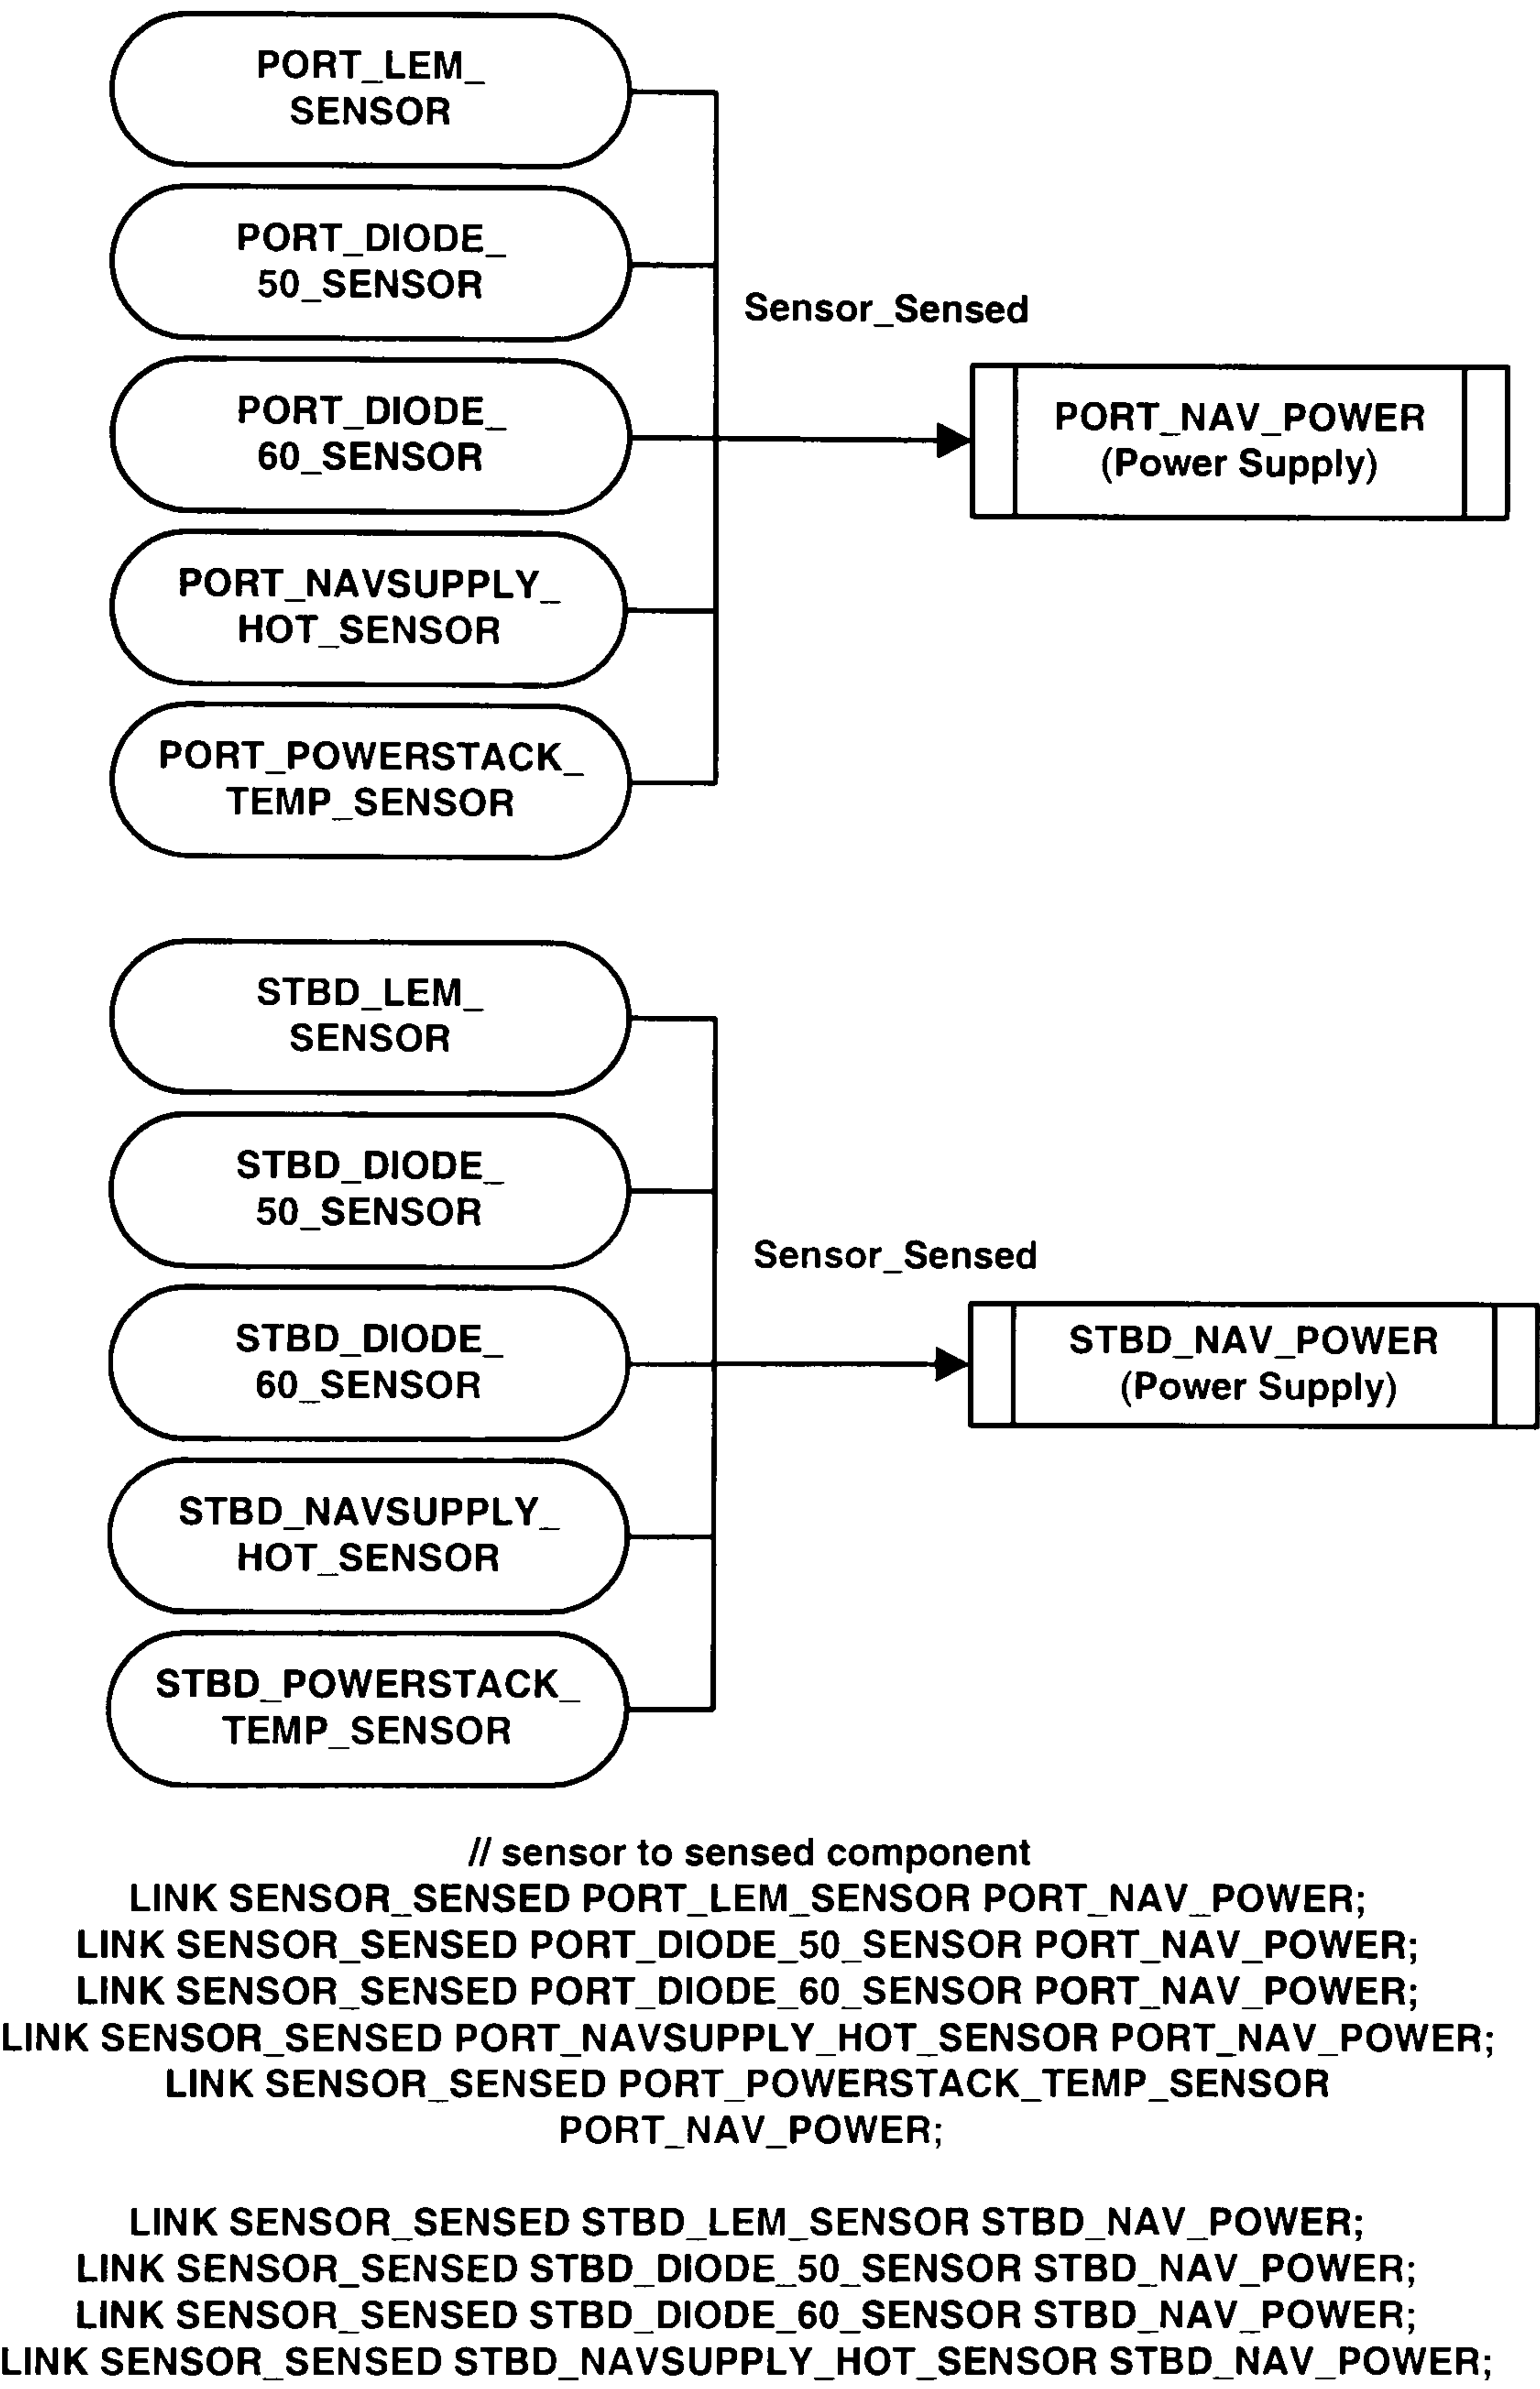 PORT_LEM_
SENSOR
PORT_DIODE_
50_SENSOR
Sensor_Sensed
PORT_DIODE_
60_SENSOR
PORT_NAV_POWER
(Power Supply)
PORT_NAVSUPPLY_
HOT_SENSOR
PORT_POWERSTACK_
TEMP_SENSOR
STBD_LEM_
SENSOR
STBD_DIODE_
50_SENSOR
Sensor_Sensed
STBD_DIODE_
60_SENSOR
STBD_NAV_POWER
(Power Supply)
STBD_NAVSUPPLY_
HOT_SENSOR
STBD_POWERSTACK_
TEMP_SENSOR
// sensor to sensed component
LINK SENSOR_SENSED PORT_LEM_SENSOR PORT_NAV_POWER;
LINK SENSOR_SENSED PORT_DIODE_50_SENSOR PORT_NAV_POWER;
LINK SENSOR_SENSED PORT_DIODE_60_SENSOR PORT_NAV_POWER;
LINK SENSOR_SENSED PORT_NAVSUPPLY_HOT_SENSOR PORT_NAV_POWER;
LINK SENSOR_SENSED PORT_POWERSTACK_TEMP_SENSOR
PORT_NAV_POWER;
LINK SENSOR_SENSED STBD_LEM_SENSOR STBD_NAV_POWER;
LINK SENSOR_SENSED STBD_DIODE_50_SENSOR STBD_NAV_POWER;
LINK SENSOR_SENSED STBD_DIODE_60_SENSOR STBD_NAV_POWER;
LINK SENSOR_SENSED STBD_NAVSUPPLY_HOT_SENSOR STBD_NAV_POWER;